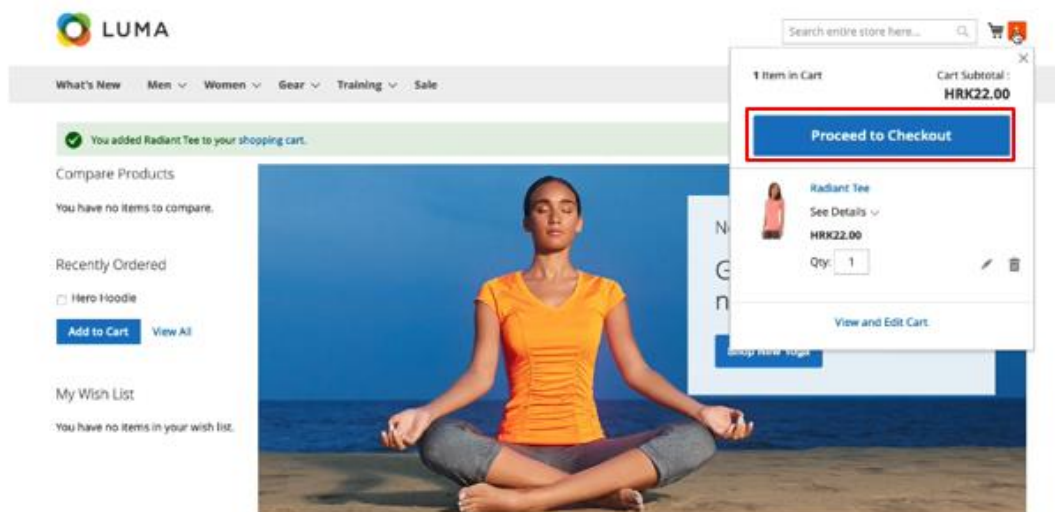 LUMA
Search entire store here...
What's New Men Women Gear Training Sale
You added Radiant Tee to your shopping cart.
Compare Products
You have no items to compare.
Recently Ordered
Hero Hoodie
Add to Cart View All
My Wish List
You have no items in your wish list.
Shop New Yoga
1 Item in Cart
Cart Subtotal :
HRK22.00
Proceed to Checkout
Radiant Tee
See Details
HRK22.00
Qty: 1
View and Edit Cart